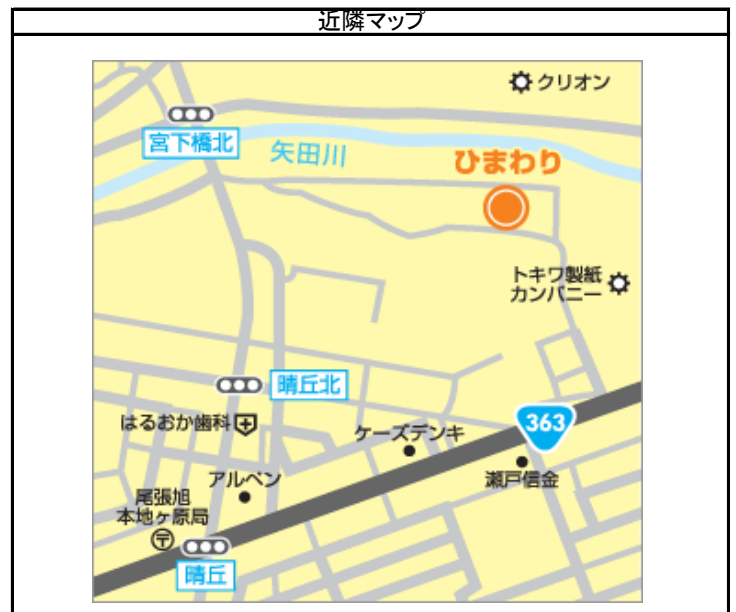 近隣マップ
クリオン
宮下橋北
矢田川
ひまわり
トキワ製紙
カンパニー
晴丘北
はるおか歯科
363
ケーズデンキ
瀬戸信金
アルペン
尾張旭
本地ヶ原局
晴丘